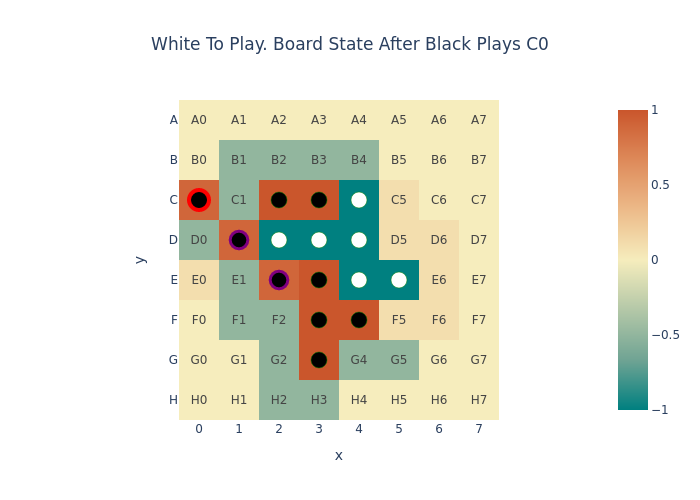 White To Play. Board State After Black Plays C0
A A0 A1 A2 A3 A4 A5 A6 A7
B B0 B1 B2 B3 B4 B5 B6 B7
C C1 C5 C6 C7
D D0 D5 D6 D7
E E0 E1 E6 E7
F F0 F1 F2 F5 F6 F7
G G0 G1 G2 G4 G5 G6 G7
H H0 H1 H2 H3 H4 H5 H6 H7
0 1 2 3 4 5 6 7
x
y
1
0.5
0
−0.5
−1